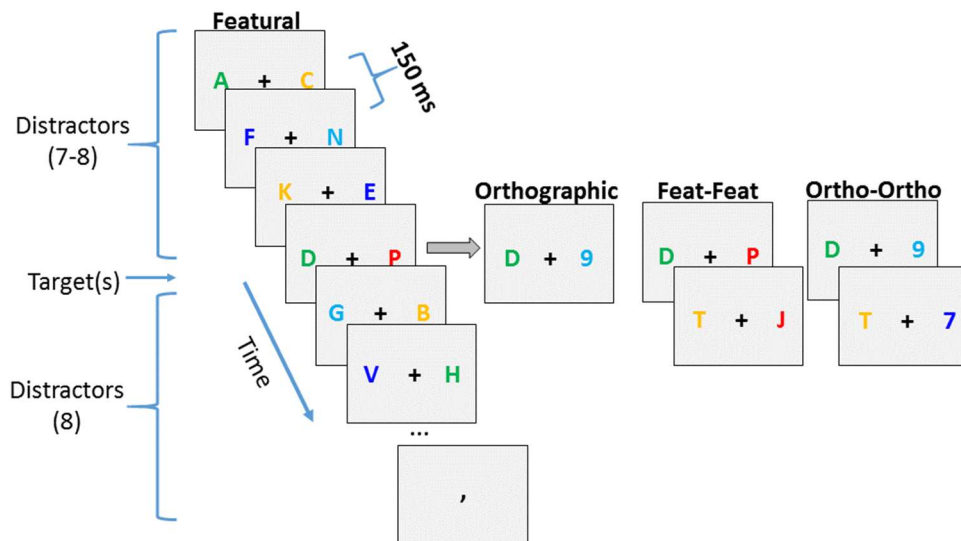 Featural
A + C
150 ms
F + N
Distractors
(7-8)
K + E
Orthographic
Feat-Feat
Ortho-Ortho
D + P
D + 9
D + P
D + 9
Target(s)
G + B
T + J
T + 7
Time
V + H
Distractors
(8)
...
,